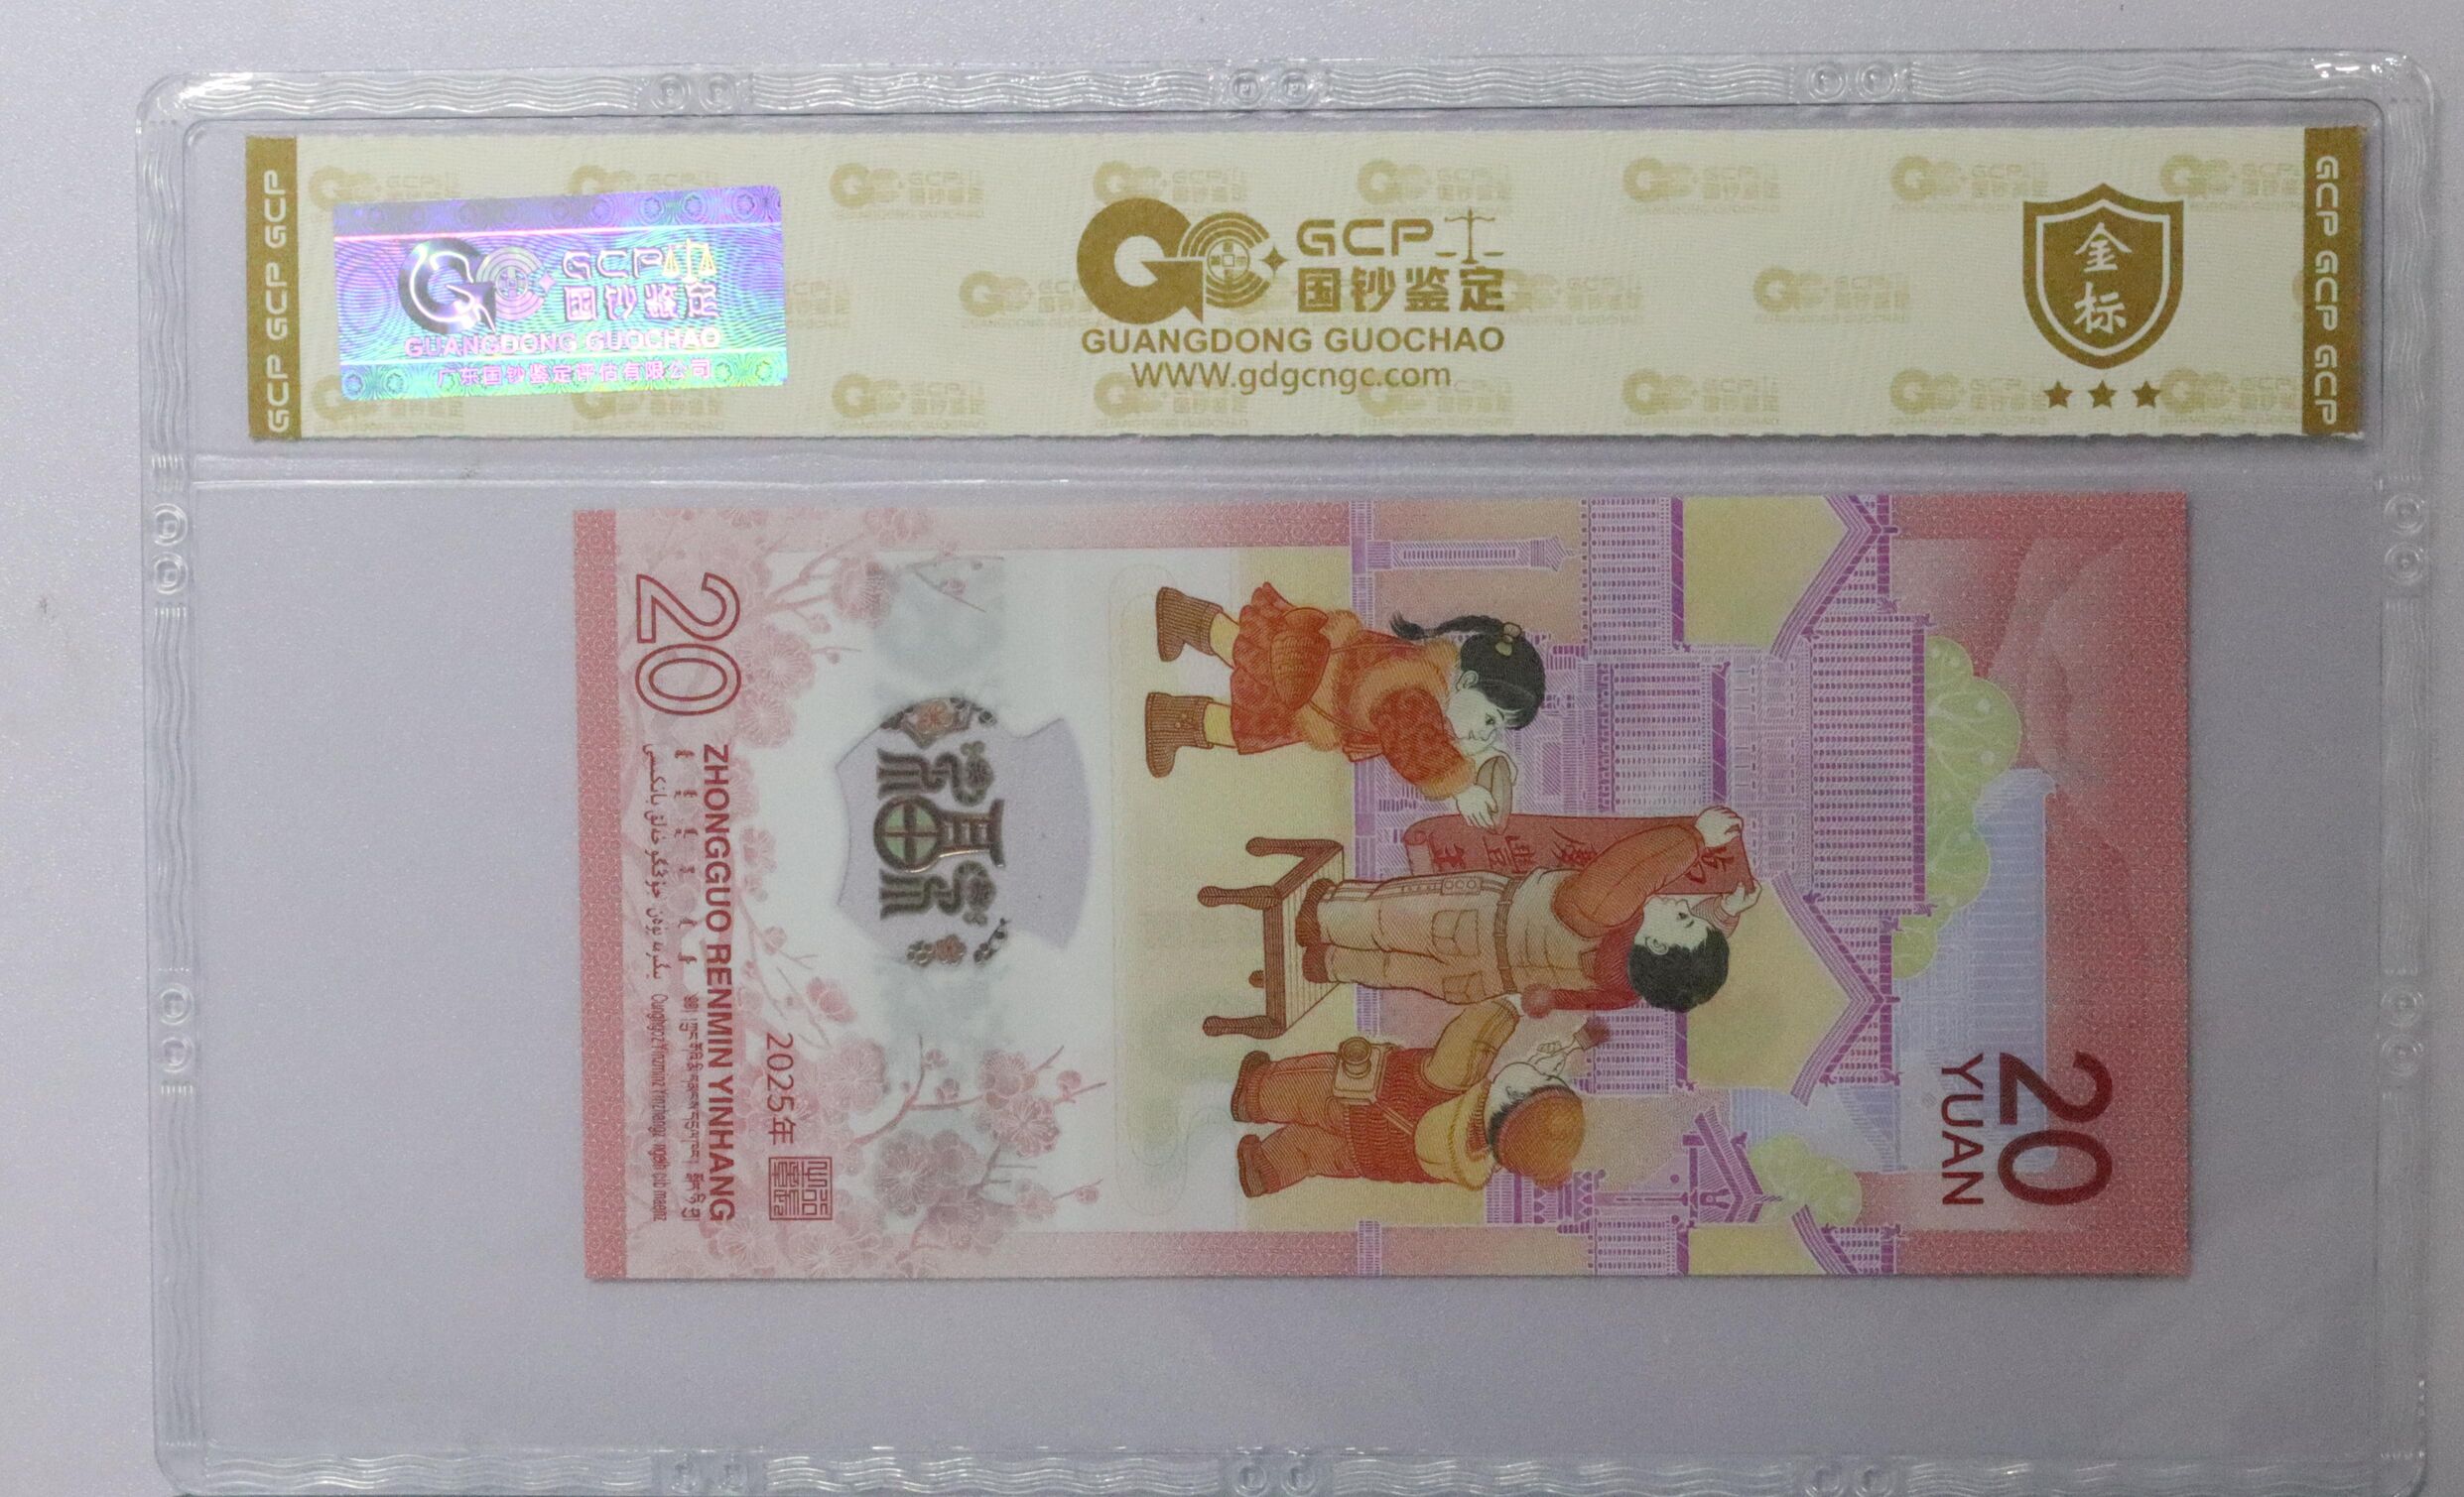 GCP GCP GCP
GCP
国钞鉴定
GUANGDONG GUOCHAO
广东国钞鉴定评估有限公司
GCP
国钞鉴定
GUANGDONG GUOCHAO
www.gdgcngc.com
金标
GCP GCP GCP
20
YUAN
2025年
20
ZHONGGUO RENMIN YINHANG